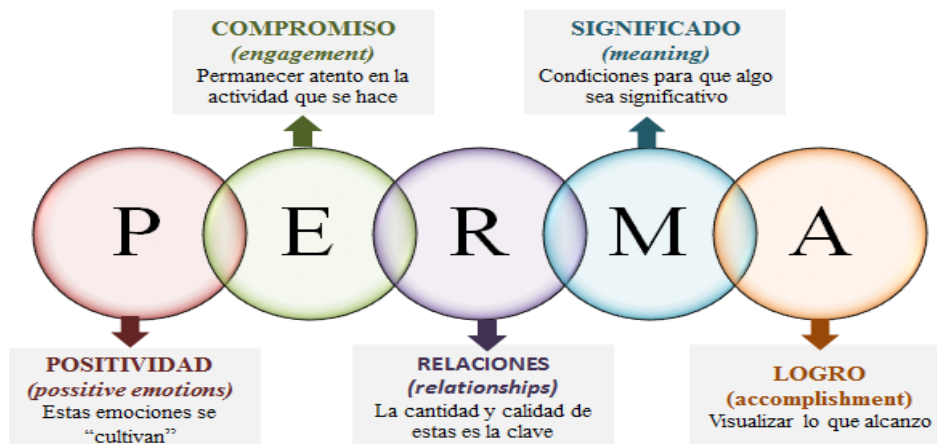 COMPROMISO
(engagement)
Permanecer atento en la
actividad que se hace
SIGNIFICADO
(meaning)
Condiciones para que algo
sea significativo
P E R M A
POSITIVIDAD
(possitive emotions)
Estas emociones se
“cultivan”
RELACIONES
(relationships)
La cantidad y calidad de
estas es la clave
LOGRO
(accomplishment)
Visualizar lo que alcanzo